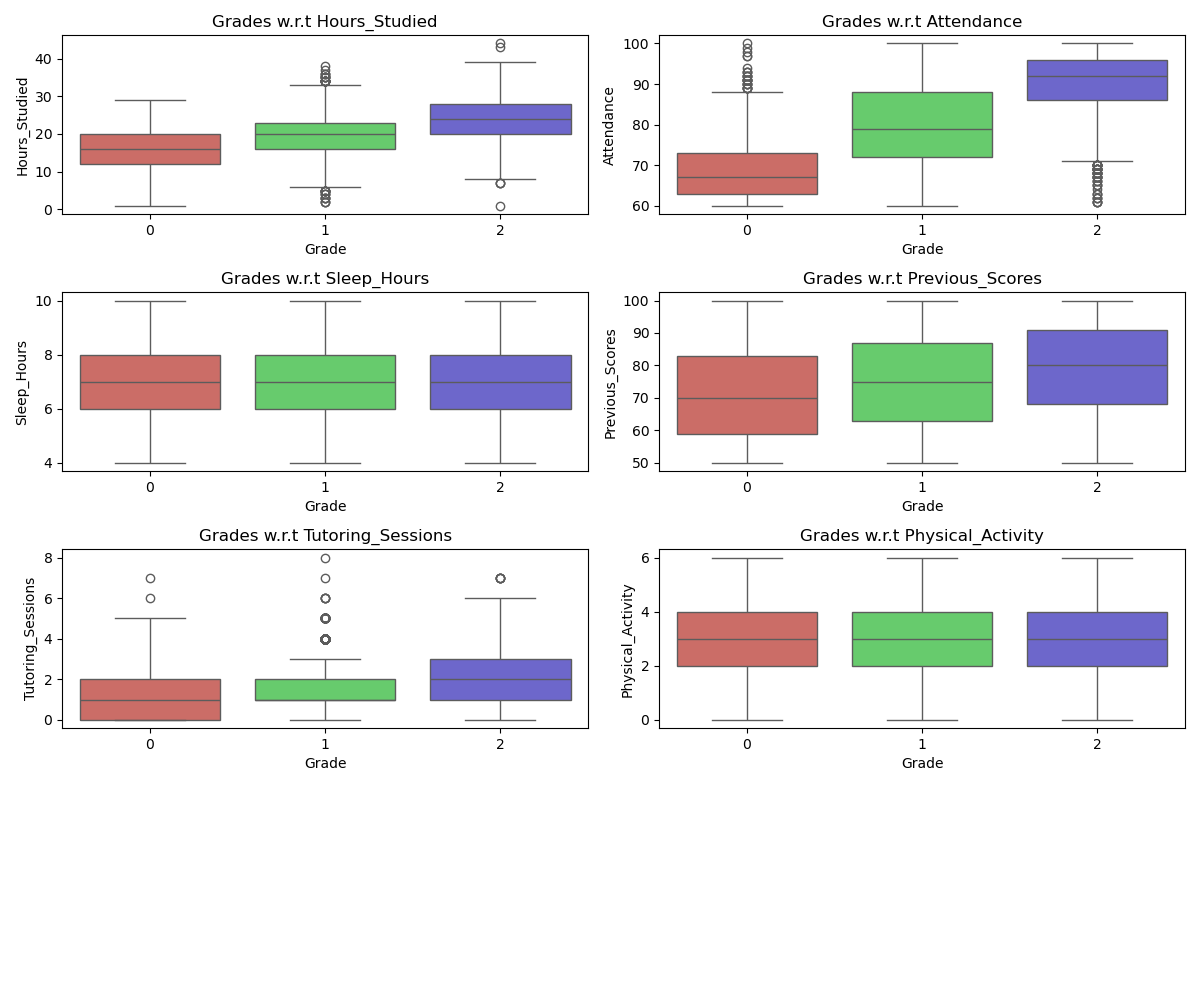 Grades w.r.t Hours_Studied
Hours_Studied
40
30
20
10
0
0 1 2
Grade
Grades w.r.t Attendance
Attendance
100
90
80
70
60
0 1 2
Grade
Grades w.r.t Sleep_Hours
Sleep_Hours
10
8
6
4
0 1 2
Grade
Grades w.r.t Previous_Scores
Previous_Scores
100
90
80
70
60
50
0 1 2
Grade
Grades w.r.t Tutoring_Sessions
Tutoring_Sessions
8
6
4
2
0
0 1 2
Grade
Grades w.r.t Physical_Activity
Physical_Activity
6
4
2
0
0 1 2
Grade